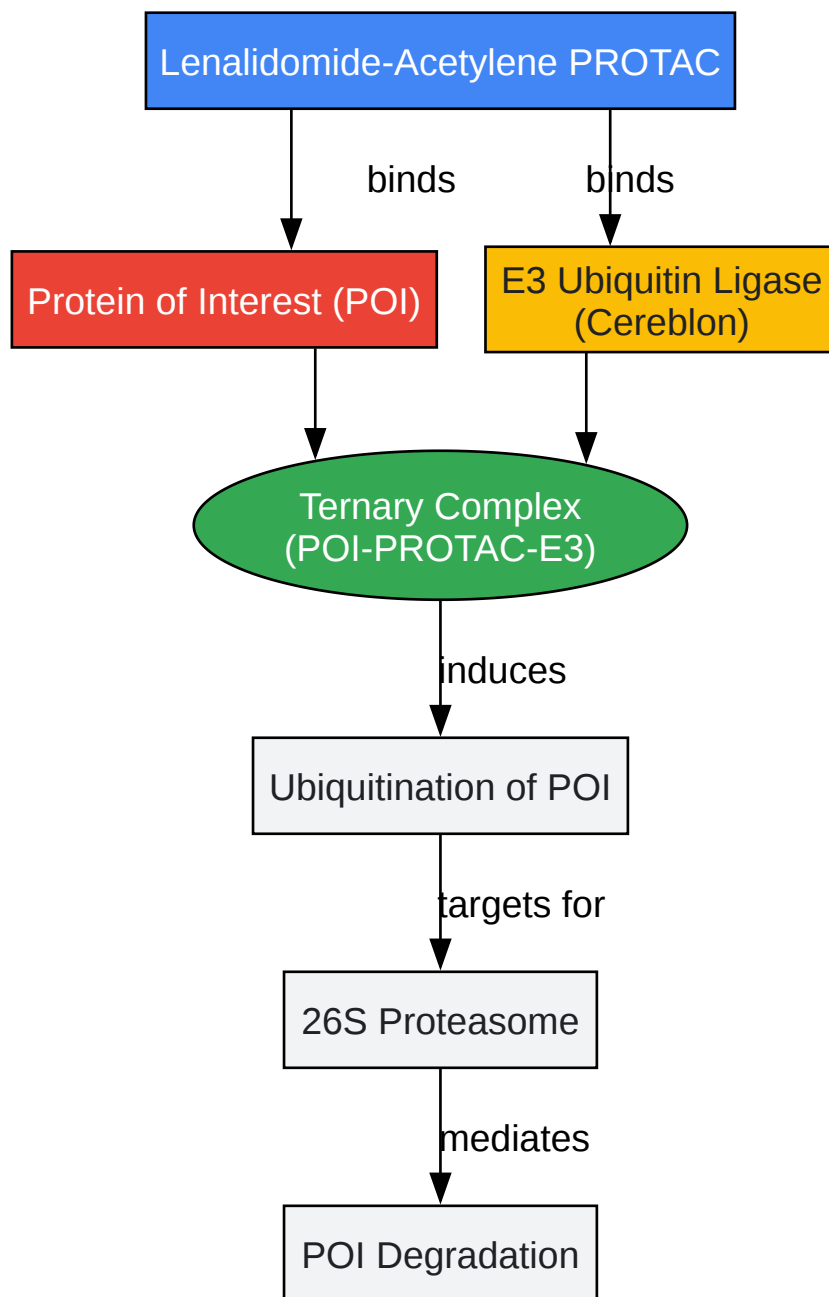 Lenalidomide-Acetylene PROTAC
binds
binds
Protein of Interest (POI)
E3 Ubiquitin Ligase
(Cereblon)
Ternary Complex
(POI-PROTAC-E3)
induces
Ubiquitination of POI
targets for
26S Proteasome
mediates
POI Degradation